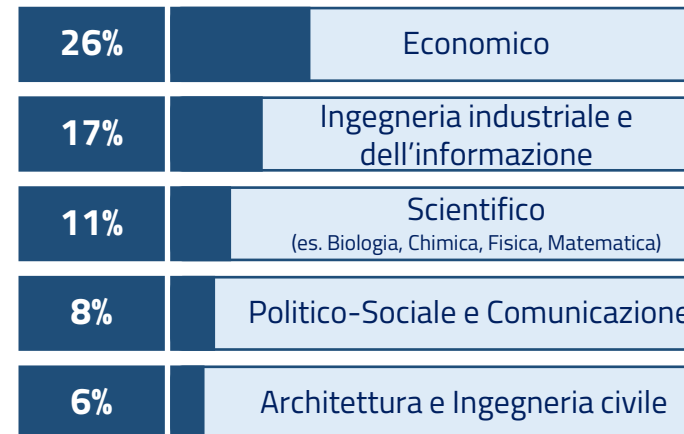 26%
Economico
17%
Ingegneria industriale e
dell’informazione
11%
Scientifico
(es. Biologia, Chimica, Fisica, Matematica)
8%
Politico-Sociale e Comunicazione
6%
Architettura e Ingegneria civile